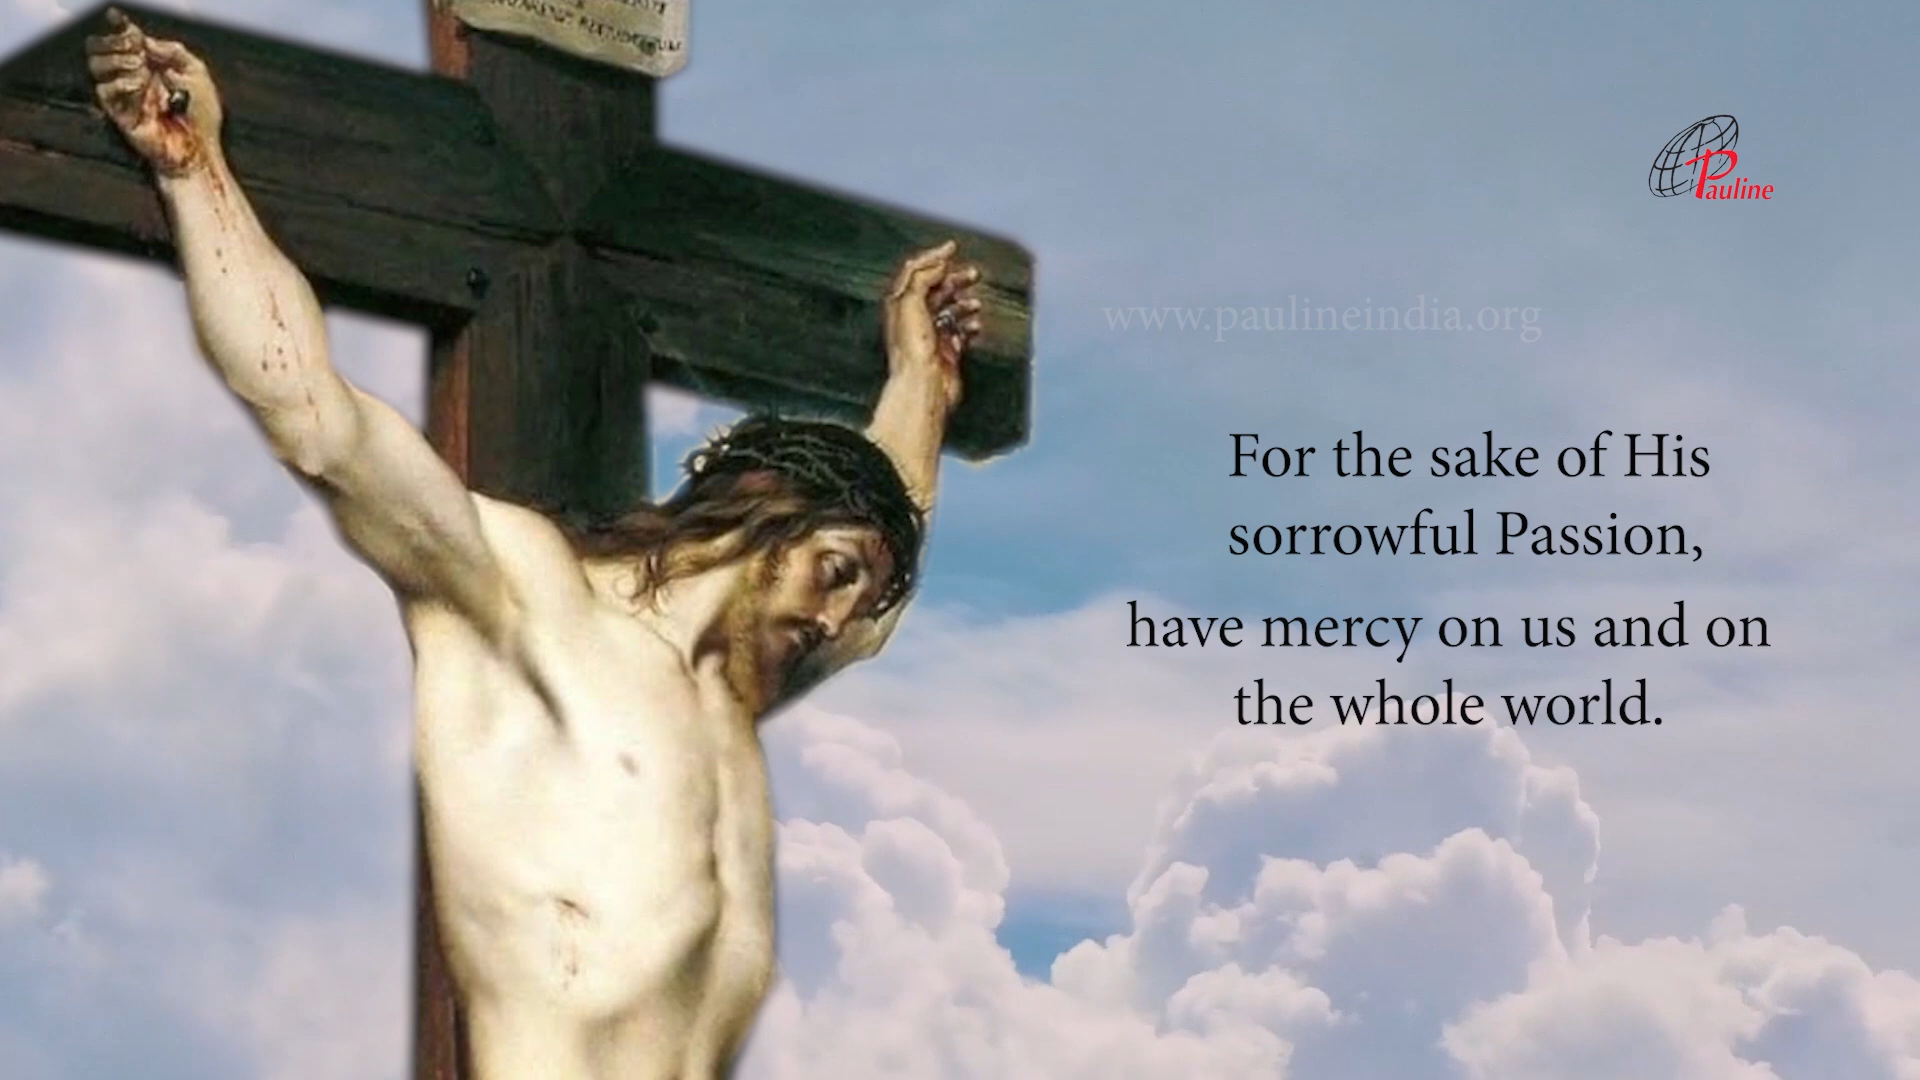 Pauline
www.paulineindia.org
For the sake of His
sorrowful Passion,
have mercy on us and on
the whole world.